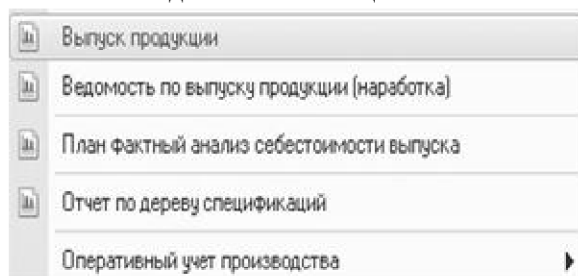 Выпуск продукции
Ведомость по выпуску продукции (наработка)
План фактный анализ себестоимости выпуска
Отчет по дереву спецификаций
Оперативный учет производства